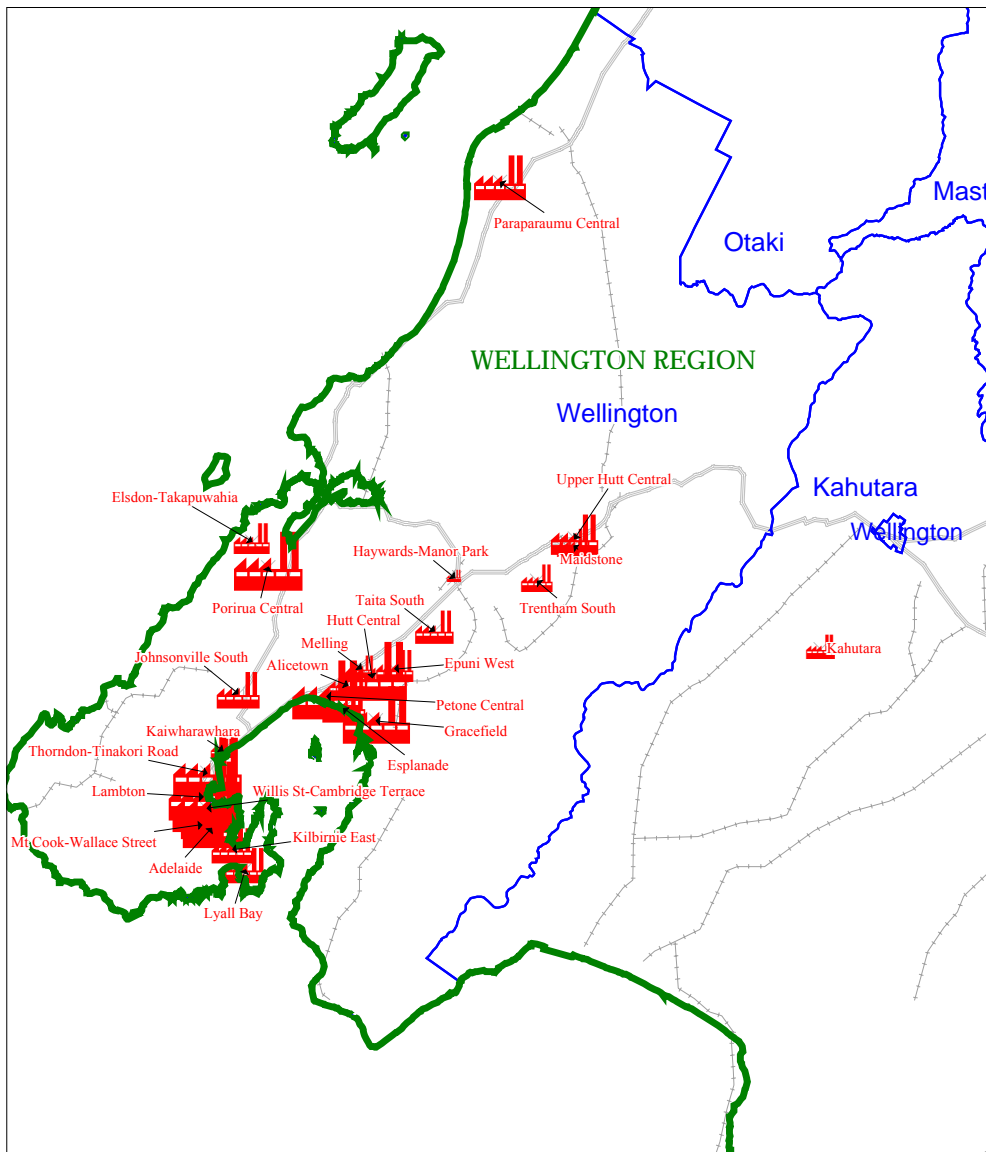 Mast
Paraparaumu Central
Otaki
WELLINGTON REGION
Wellington
Upper Hutt Central
Kahutara
Elsdon-Takapuwahia
Wellington
Haywards-Manor Park
Maidstone
Porirua Central
Taita South
Trentham South
Hutt Central
Melling
Kahutara
Johnsonville South
Alicetown
Epuni West
Petone Central
Kaiwharawhara
Gracefield
Thorndon-Tinakori Road
Esplanade
Lambton
Willis St-Cambridge Terrace
Mt Cook-Wallace Street
Kilbirnie East
Adelaide
Lyall Bay